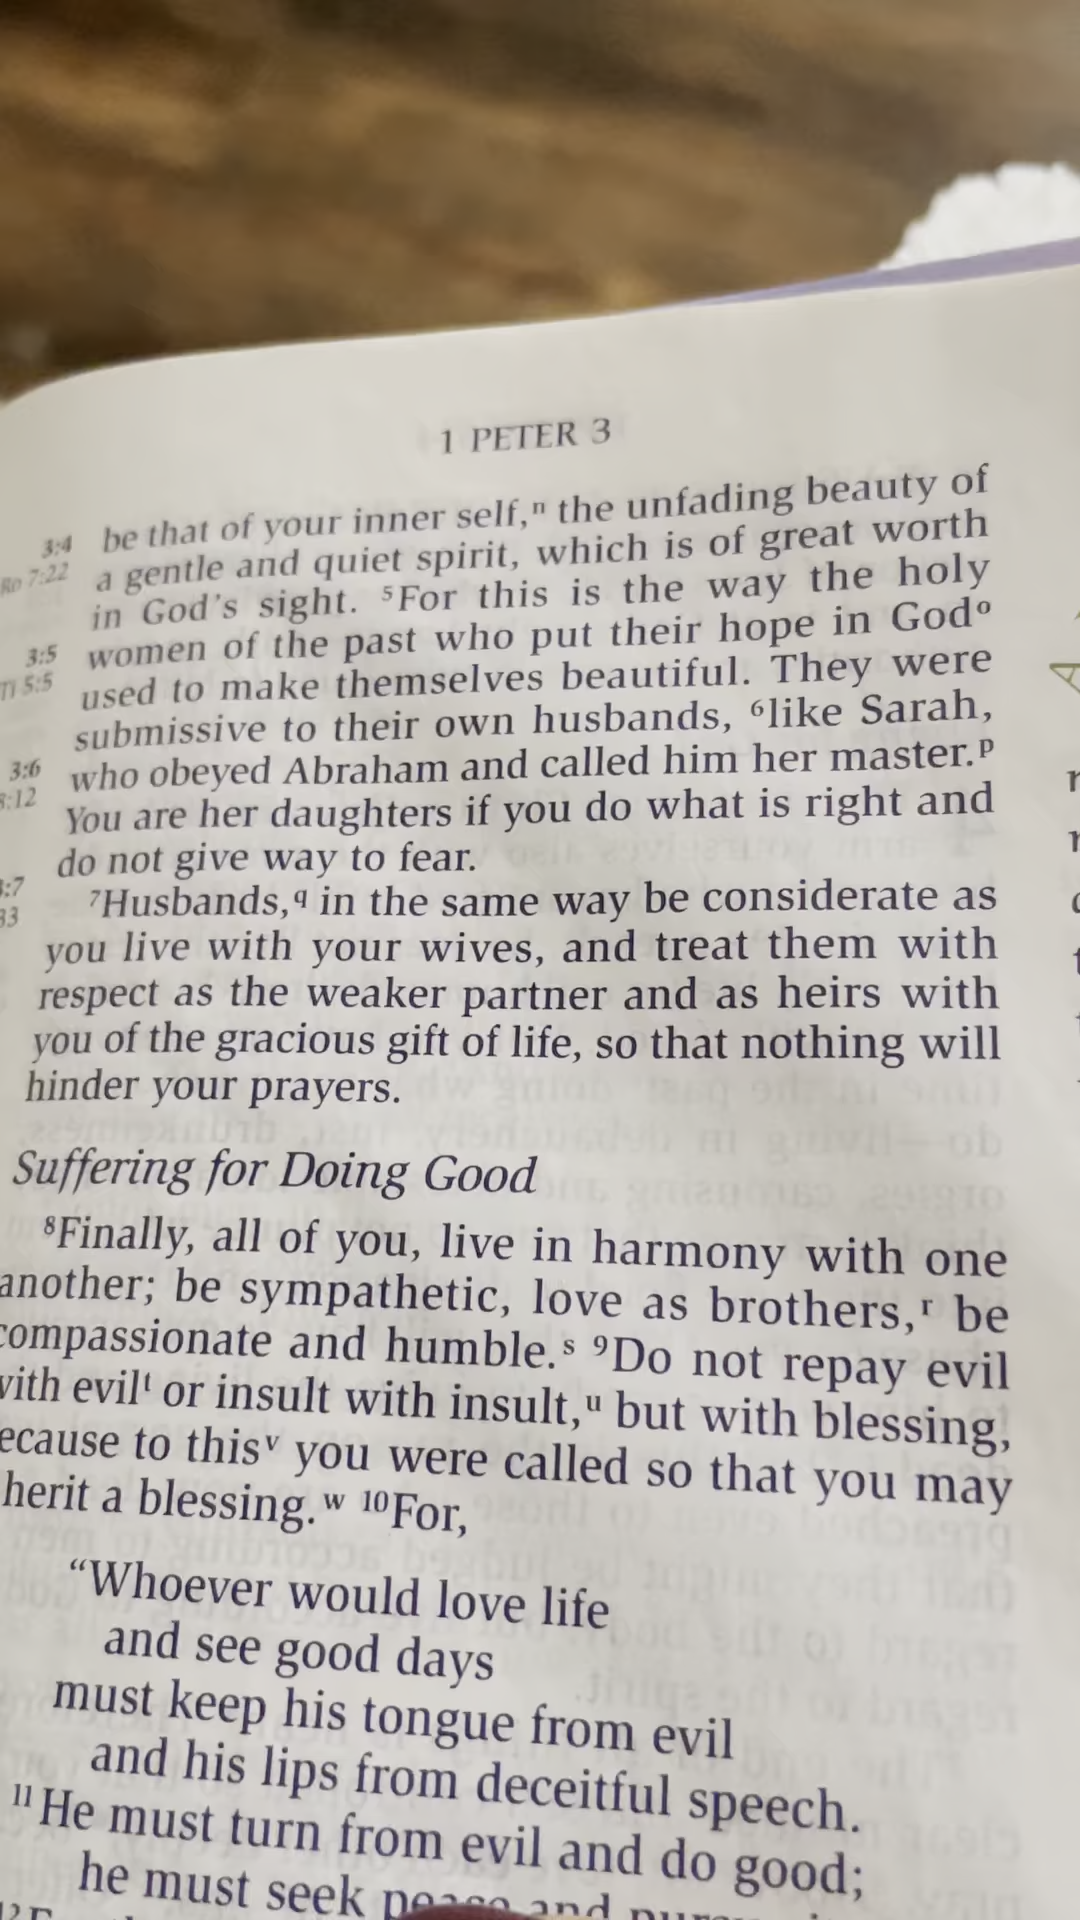 1 PETER 3
3:4 be that of your inner self,ⁿ the unfading beauty of
Ro 7:22 a gentle and quiet spirit, which is of great worth
in God's sight. ⁵For this is the way the holy
3:5 women of the past who put their hope in Godᵒ
Ti 5:5 used to make themselves beautiful. They were
submissive to their own husbands, ⁶like Sarah,
3:6 who obeyed Abraham and called him her master.ᵖ
:12 You are her daughters if you do what is right and
do not give way to fear.
:7 ⁷Husbands,q in the same way be considerate as
33 you live with your wives, and treat them with
respect as the weaker partner and as heirs with
you of the gracious gift of life, so that nothing will
hinder your prayers.
Suffering for Doing Good
⁸Finally, all of you, live in harmony with one
another; be sympathetic, love as brothers,ʳ be
compassionate and humble.ˢ ⁹Do not repay evil
with evilᵗ or insult with insult,ᵘ but with blessing,
ecause to thisᵛ you were called so that you may
herit a blessing.ʷ ¹⁰For,
“Whoever would love life
and see good days
must keep his tongue from evil
and his lips from deceitful speech.
¹¹He must turn from evil and do good;
he must seek peace and